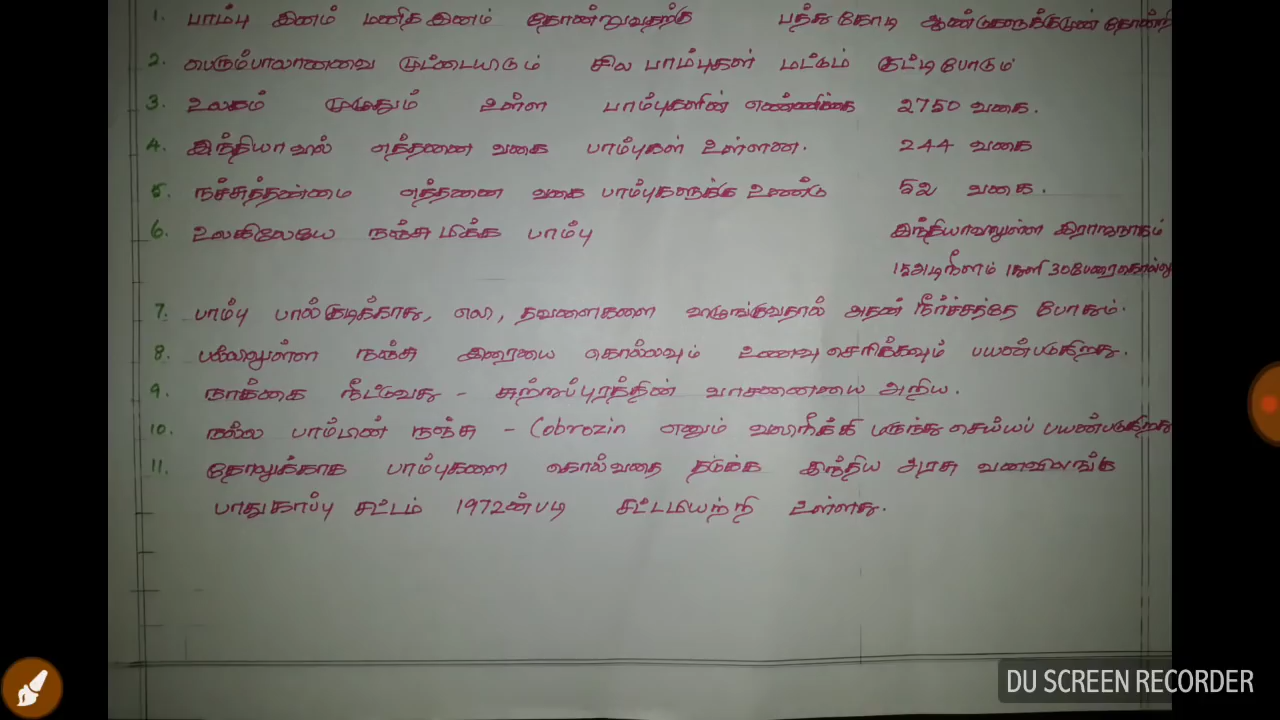 1. பாம்பு இனம் மனித இனம் தோன்றுவதற்கு பத்து கோடி ஆண்டுகளுக்குமுன் தோன்றி
2. பெரும்பாலானவை முட்டையிடும் சில பாம்புகள் மட்டும் குட்டி போடும்
3. உலகம் முழுதும் உள்ள பாம்புகளின் எண்ணிக்கை 2750 வகை.
4. இந்தியாவில் எத்தனை வகை பாம்புகள் உள்ளன. 244 வகை
5. நச்சுத்தன்மை எத்தனை வகை பாம்புகளுக்கு உண்டு 52 வகை.
6. உலகிலேயே நஞ்சு மிக்க பாம்பு இந்தியாவிலுள்ள இராஜநாகம்
15அடிநீளம் 1துளி 30பேரைகொல்லு
7. பாம்பு பால்குடிக்காது, எலி, தவளைகளை விழுங்குவதால் அதன் நீர்ச்சத்தே போதும்.
8. பல்லிலுள்ள நஞ்சு இரையை கொல்லவும் உணவு செரிக்கவும் பயன்படுகிறது.
9. நாக்கை நீட்டுவது - சுற்றுப்புரத்தின் வாசனையை அறிய.
10. நல்ல பாம்பின் நஞ்சு - Cobrozin எனும் வலிநீக்கி மருந்து செய்யப் பயன்படுகிறது
11. தோலுக்காக பாம்புகளை கொல்வதை தடுக்க இந்திய அரசு வனவிலங்கு
பாதுகாப்பு சட்டம் 1972ன்படி சட்டமியற்றி உள்ளது.
DU SCREEN RECORDER